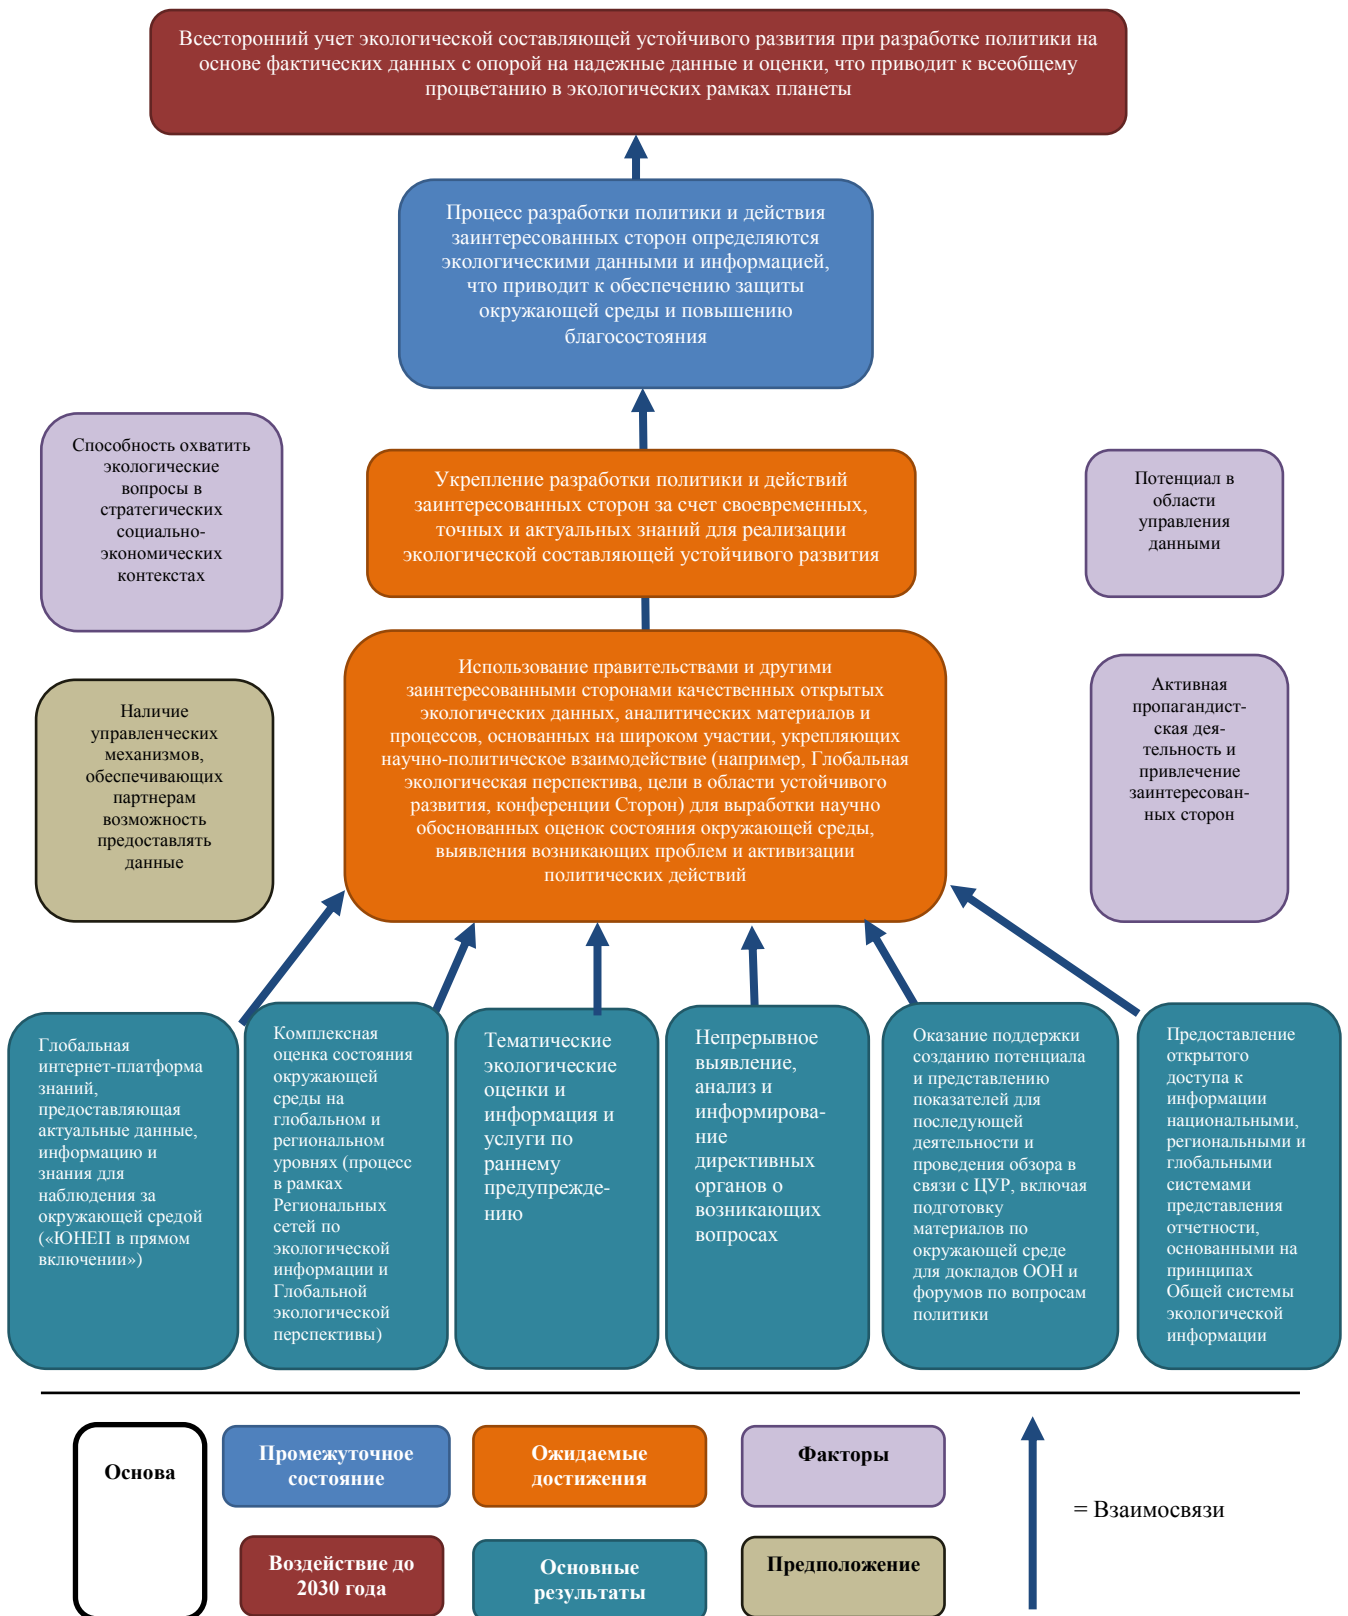 Всесторонний учет экологической составляющей устойчивого развития при разработке политики на
основе фактических данных с опорой на надежные данные и оценки, что приводит к всеобщему
процветанию в экологических рамках планеты
Процесс разработки политики и действия
заинтересованных сторон определяются
экологическими данными и информацией,
что приводит к обеспечению защиты
окружающей среды и повышению
благосостояния
Способность охватить
экологические
вопросы в
стратегических
социально-
экономических
контекстах
Укрепление разработки политики и действий
заинтересованных сторон за счет своевременных,
точных и актуальных знаний для реализации
экологической составляющей устойчивого развития
Потенциал в
области
управления
данными
Наличие
управленческих
механизмов,
обеспечивающих
партнерам
возможность
предоставлять
данные
Использование правительствами и другими
заинтересованными сторонами качественных открытых
экологических данных, аналитических материалов и
процессов, основанных на широком участии, укрепляющих
научно-политическое взаимодействие (например, Глобальная
экологическая перспектива, цели в области устойчивого
развития, конференции Сторон) для выработки научно
обоснованных оценок состояния окружающей среды,
выявления возникающих проблем и активизации
политических действий
Активная
пропагандист-
ская дея-
тельность и
привлечение
заинтересован-
ных сторон
Глобальная
интернет-платформа
знаний,
предоставляющая
актуальные данные,
информацию и
знания для
наблюдения за
окружающей средой
(«ЮНЕП в прямом
включении»)
Комплексная
оценка состояния
окружающей
среды на
глобальном и
региональном
уровнях (процесс
в рамках
Региональных
сетей по
экологической
информации и
Глобальной
экологической
перспективы)
Тематические
экологические
оценки и
информация и
услуги по
раннему
предупрежде-
нию
Непрерывное
выявление,
анализ и
информирова-
ние
директивных
органов о
возникающих
вопросах
Оказание поддержки
созданию потенциала
и представлению
показателей для
последующей
деятельности и
проведения обзора в
связи с ЦУР, включая
подготовку
материалов по
окружающей среде
для докладов ООН и
форумов по вопросам
политики
Предоставление
открытого
доступа к
информации
национальными,
региональными и
глобальными
системами
представления
отчетности,
основанными на
принципах
Общей системы
экологической
информации
Основа
Промежуточное
состояние
Ожидаемые
достижения
Факторы
= Взаимосвязи
Воздействие до
2030 года
Основные
результаты
Предположение